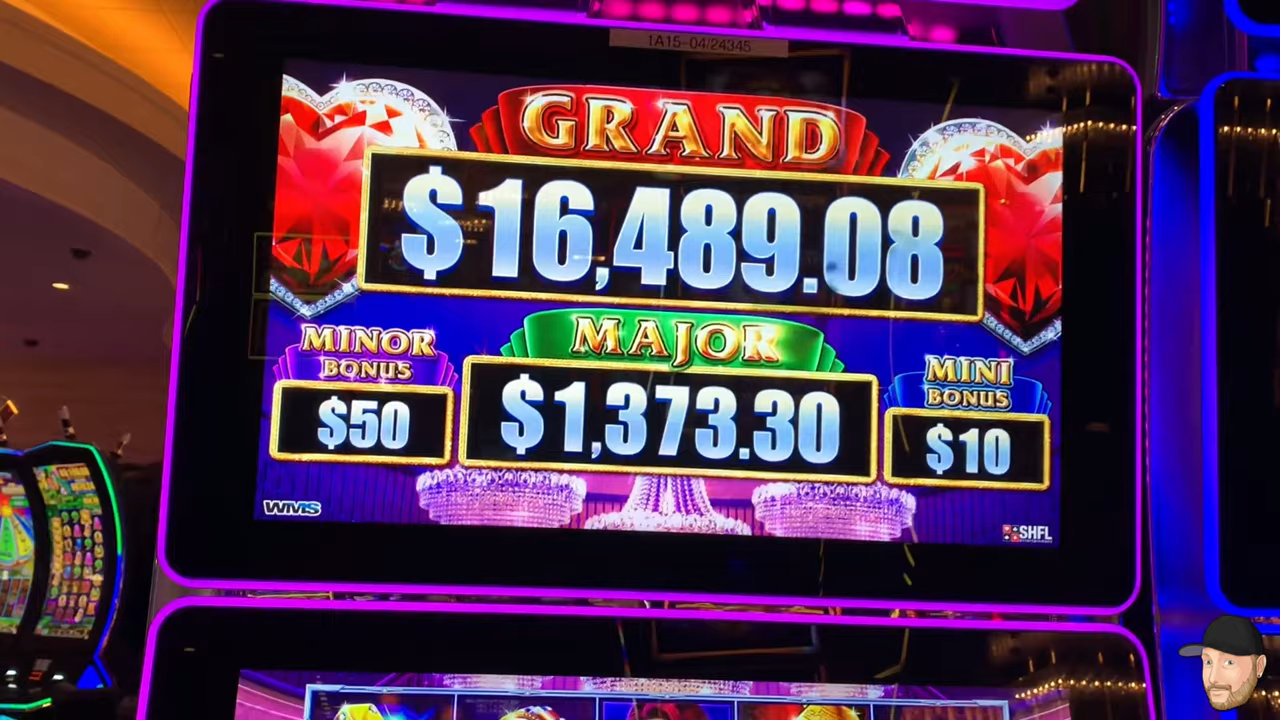 1A15-04/24345
GRAND
$16,489.08
MINOR
BONUS
$50
MAJOR
$1,373.30
MINI
BONUS
$10
WMS
SHFL